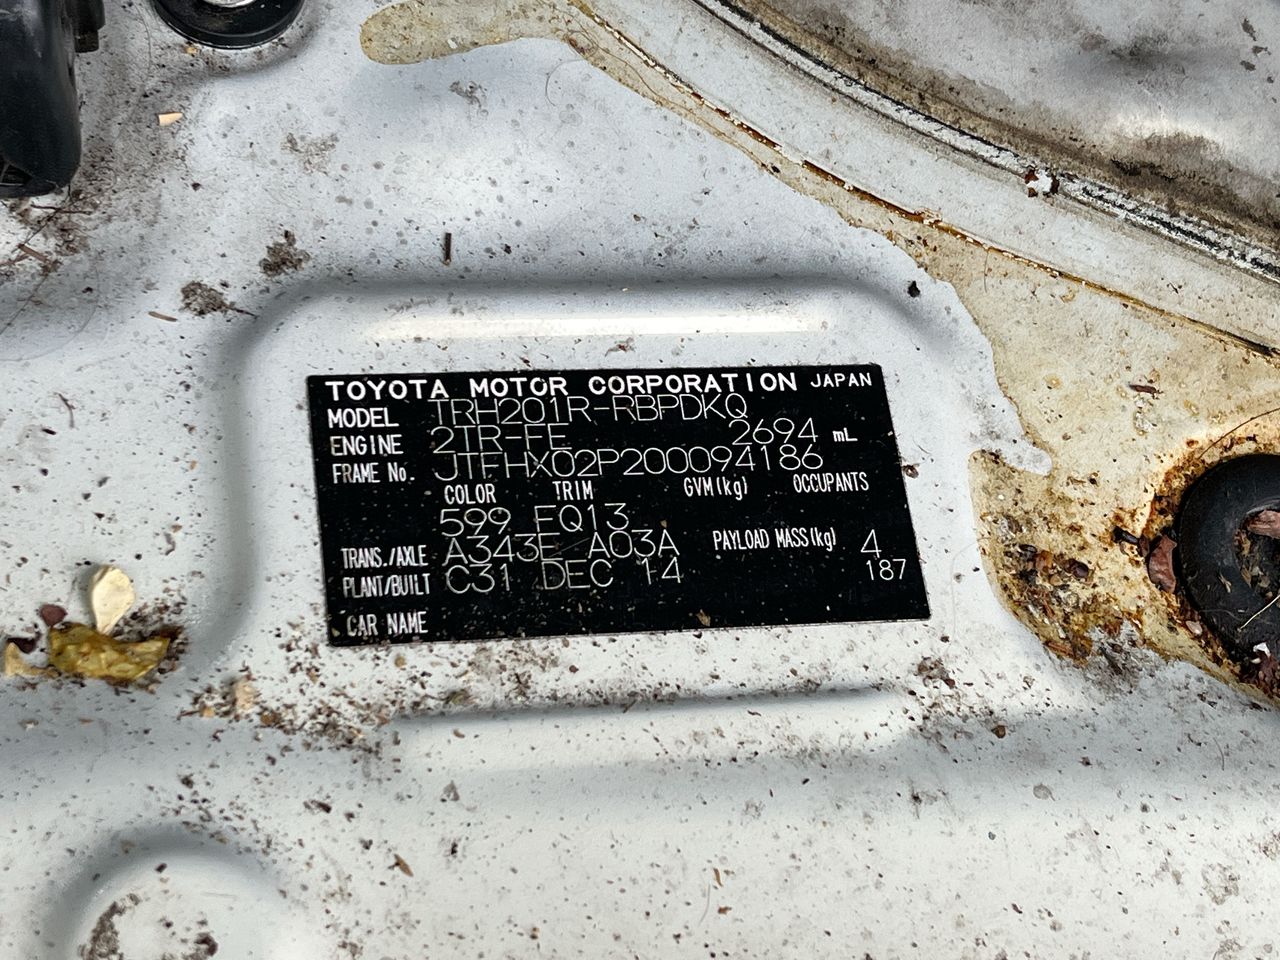 TOYOTA MOTOR CORPORATION JAPAN
MODEL TRH201R-RBPDKQ
ENGINE 2TR-FE 2694 mL
FRAME No. JTFHX02P200094186
COLOR TRIM GVM(kg) OCCUPANTS
599 EQ13
TRANS./AXLE A343E A03A PAYLOAD MASS(kg) 4
PLANT/BUILT C31 DEC 14 187
CAR NAME